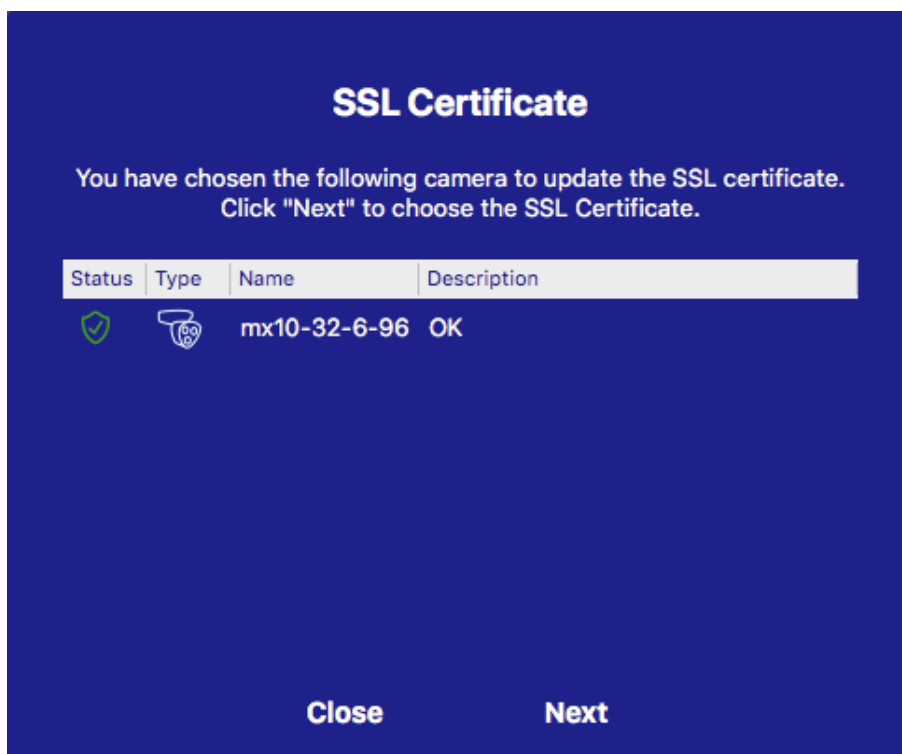 SSL Certificate
You have chosen the following camera to update the SSL certificate.
Click "Next" to choose the SSL Certificate.
Status Type Name Description
mx10-32-6-96 OK
Close Next